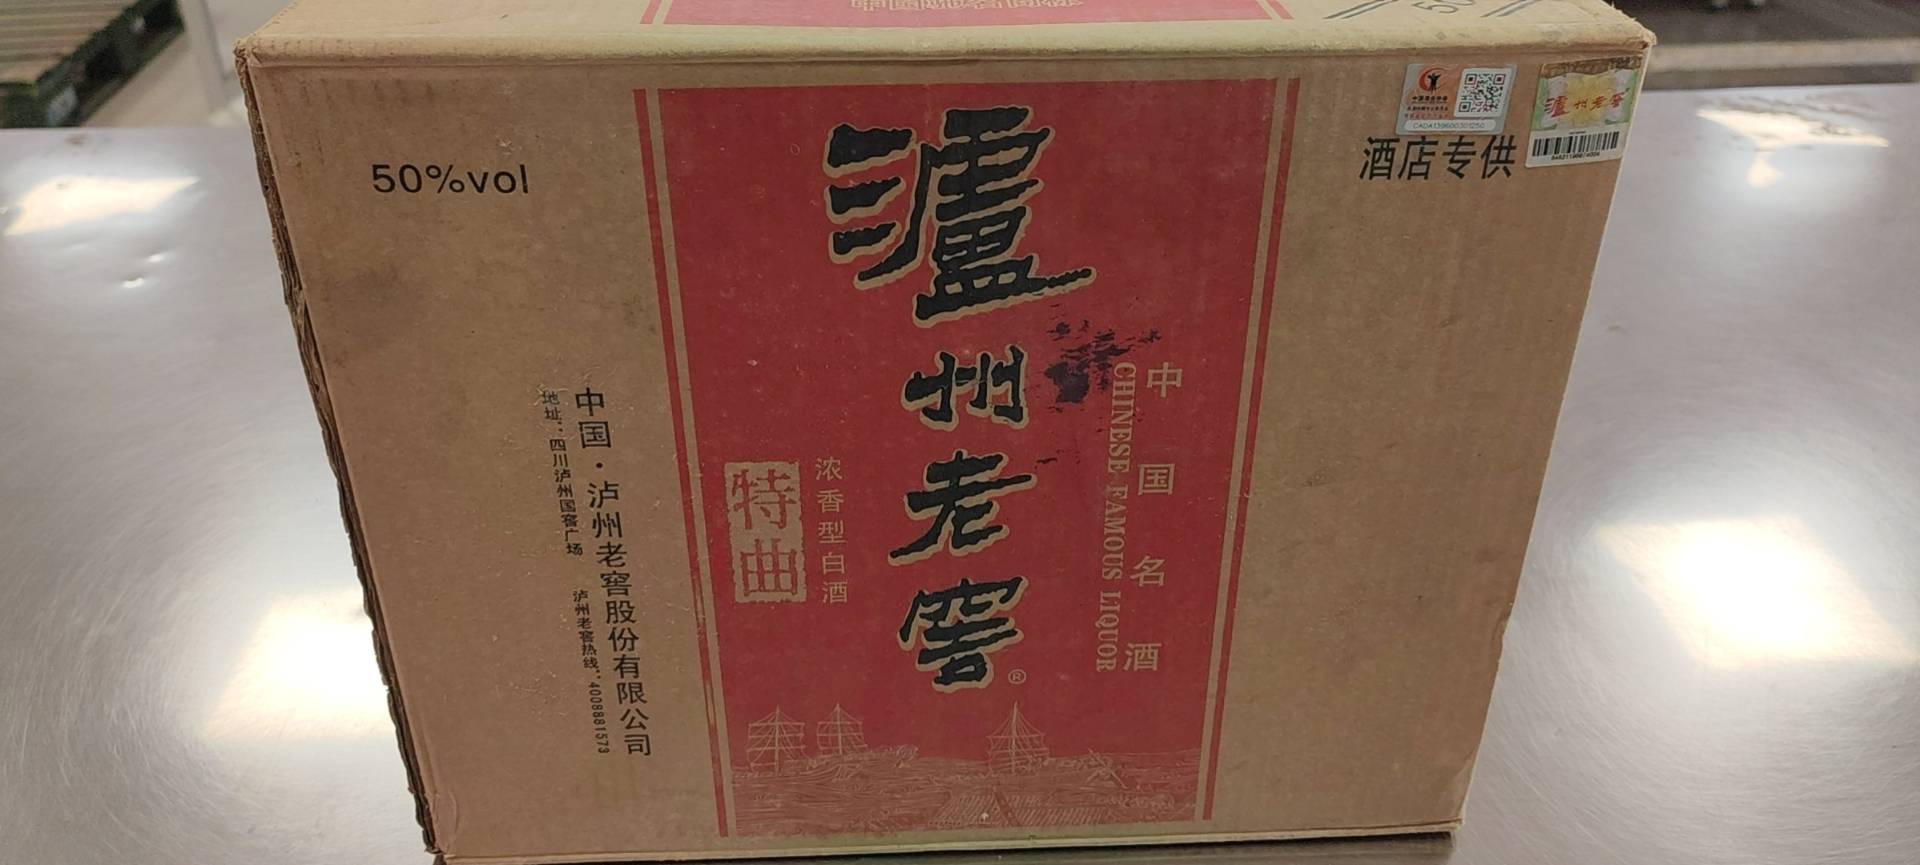 50%vol
泸州老窖
®
特曲
浓香型白酒
中国名酒
CHINESE FAMOUS LIQUOR
酒店专供
泸州老窖
中国·泸州老窖股份有限公司
地址:四川泸州国窖广场
泸州老窖热线:4008881573